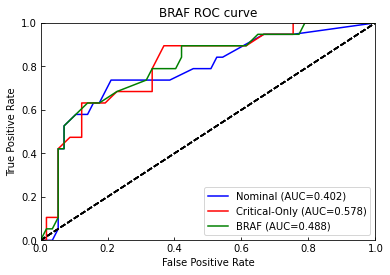 BRAF ROC curve
True Positive Rate
1.0
0.8
0.6
0.4
0.2
0.0
Nominal (AUC=0.402)
Critical-Only (AUC=0.578)
BRAF (AUC=0.488)
0.0 0.2 0.4 0.6 0.8 1.0
False Positive Rate